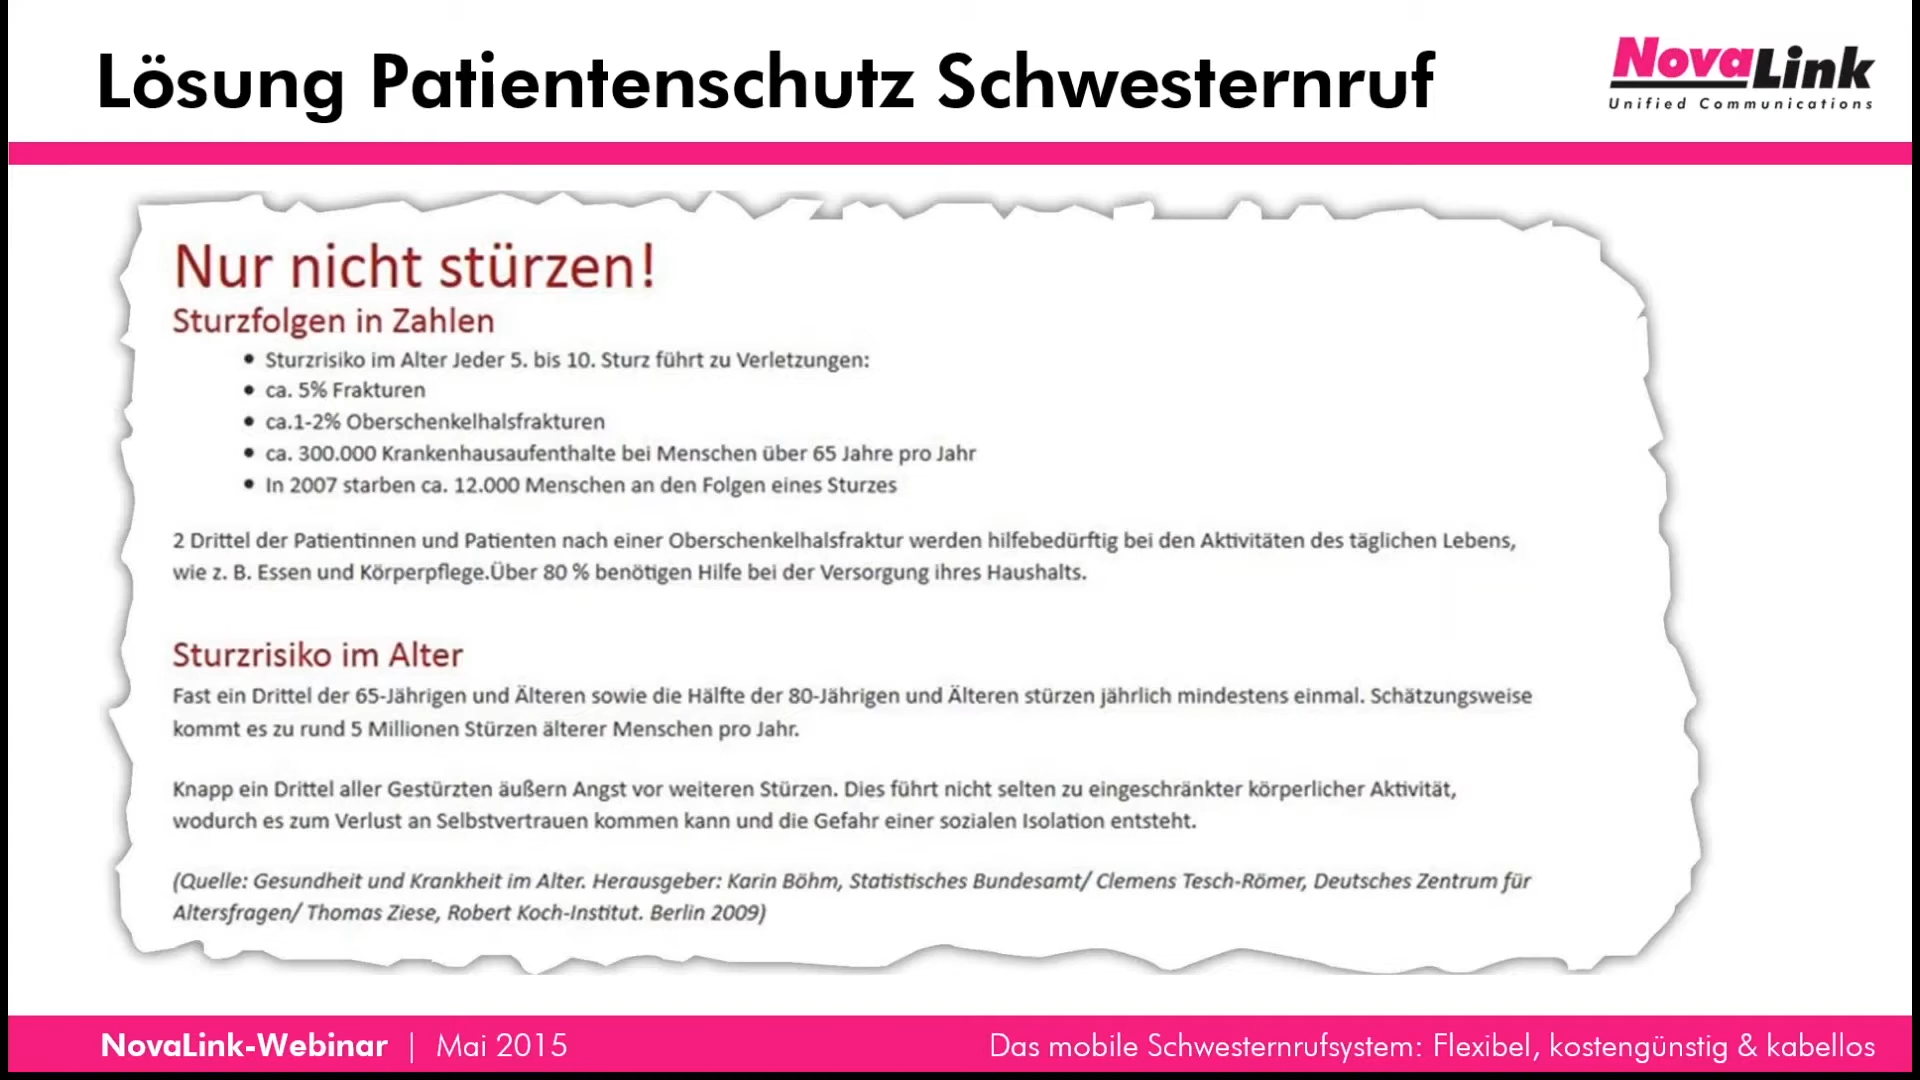 Lösung Patientenschutz Schwesternruf
NovaLink
Unified Communications
Nur nicht stürzen!
Sturzfolgen in Zahlen
• Sturzrisiko im Alter Jeder 5. bis 10. Sturz führt zu Verletzungen:
• ca. 5% Frakturen
• ca.1-2% Oberschenkelhalsfrakturen
• ca. 300.000 Krankenhausaufenthalte bei Menschen über 65 Jahre pro Jahr
• In 2007 starben ca. 12.000 Menschen an den Folgen eines Sturzes
2 Drittel der Patientinnen und Patienten nach einer Oberschenkelhalsfraktur werden hilfebedürftig bei den Aktivitäten des täglichen Lebens,
wie z. B. Essen und Körperpflege.Über 80 % benötigen Hilfe bei der Versorgung ihres Haushalts.
Sturzrisiko im Alter
Fast ein Drittel der 65-Jährigen und Älteren sowie die Hälfte der 80-Jährigen und Älteren stürzen jährlich mindestens einmal. Schätzungsweise
kommt es zu rund 5 Millionen Stürzen älterer Menschen pro Jahr.
Knapp ein Drittel aller Gestürzten äußern Angst vor weiteren Stürzen. Dies führt nicht selten zu eingeschränkter körperlicher Aktivität,
wodurch es zum Verlust an Selbstvertrauen kommen kann und die Gefahr einer sozialen Isolation entsteht.
(Quelle: Gesundheit und Krankheit im Alter. Herausgeber: Karin Böhm, Statistisches Bundesamt/ Clemens Tesch-Römer, Deutsches Zentrum für
Altersfragen/ Thomas Ziese, Robert Koch-Institut. Berlin 2009)
NovaLink-Webinar | Mai 2015
Das mobile Schwesternrufsystem: Flexibel, kostengünstig & kabellos